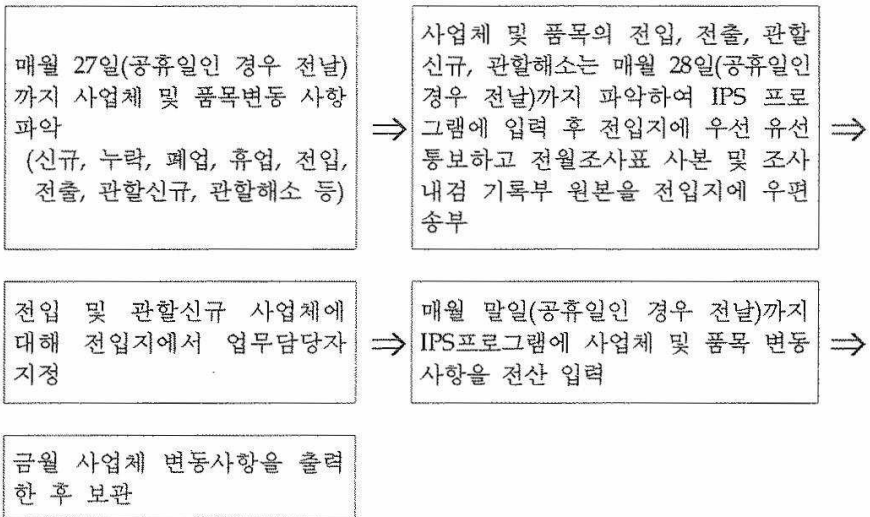 매월 27일(공휴일인 경우 전날)
까지 사업체 및 품목변동 사항
파악
(신규, 누락, 폐업, 휴업, 전입,
전출, 관할신규, 관할해소 등)
⇒
사업체 및 품목의 전입, 전출, 관할
신규, 관할해소는 매월 28일(공휴일인
경우 전날)까지 파악하여 IPS 프로
그램에 입력 후 전입지에 우선 유선
통보하고 전월조사표 사본 및 조사
내검 기록부 원본을 전입지에 우편
송부
⇒
전입 및 관할신규 사업체에
대해 전입지에서 업무담당자
지정
⇒
매월 말일(공휴일인 경우 전날)까지
IPS프로그램에 사업체 및 품목 변동
사항을 전산 입력
⇒
금월 사업체 변동사항을 출력
한 후 보관